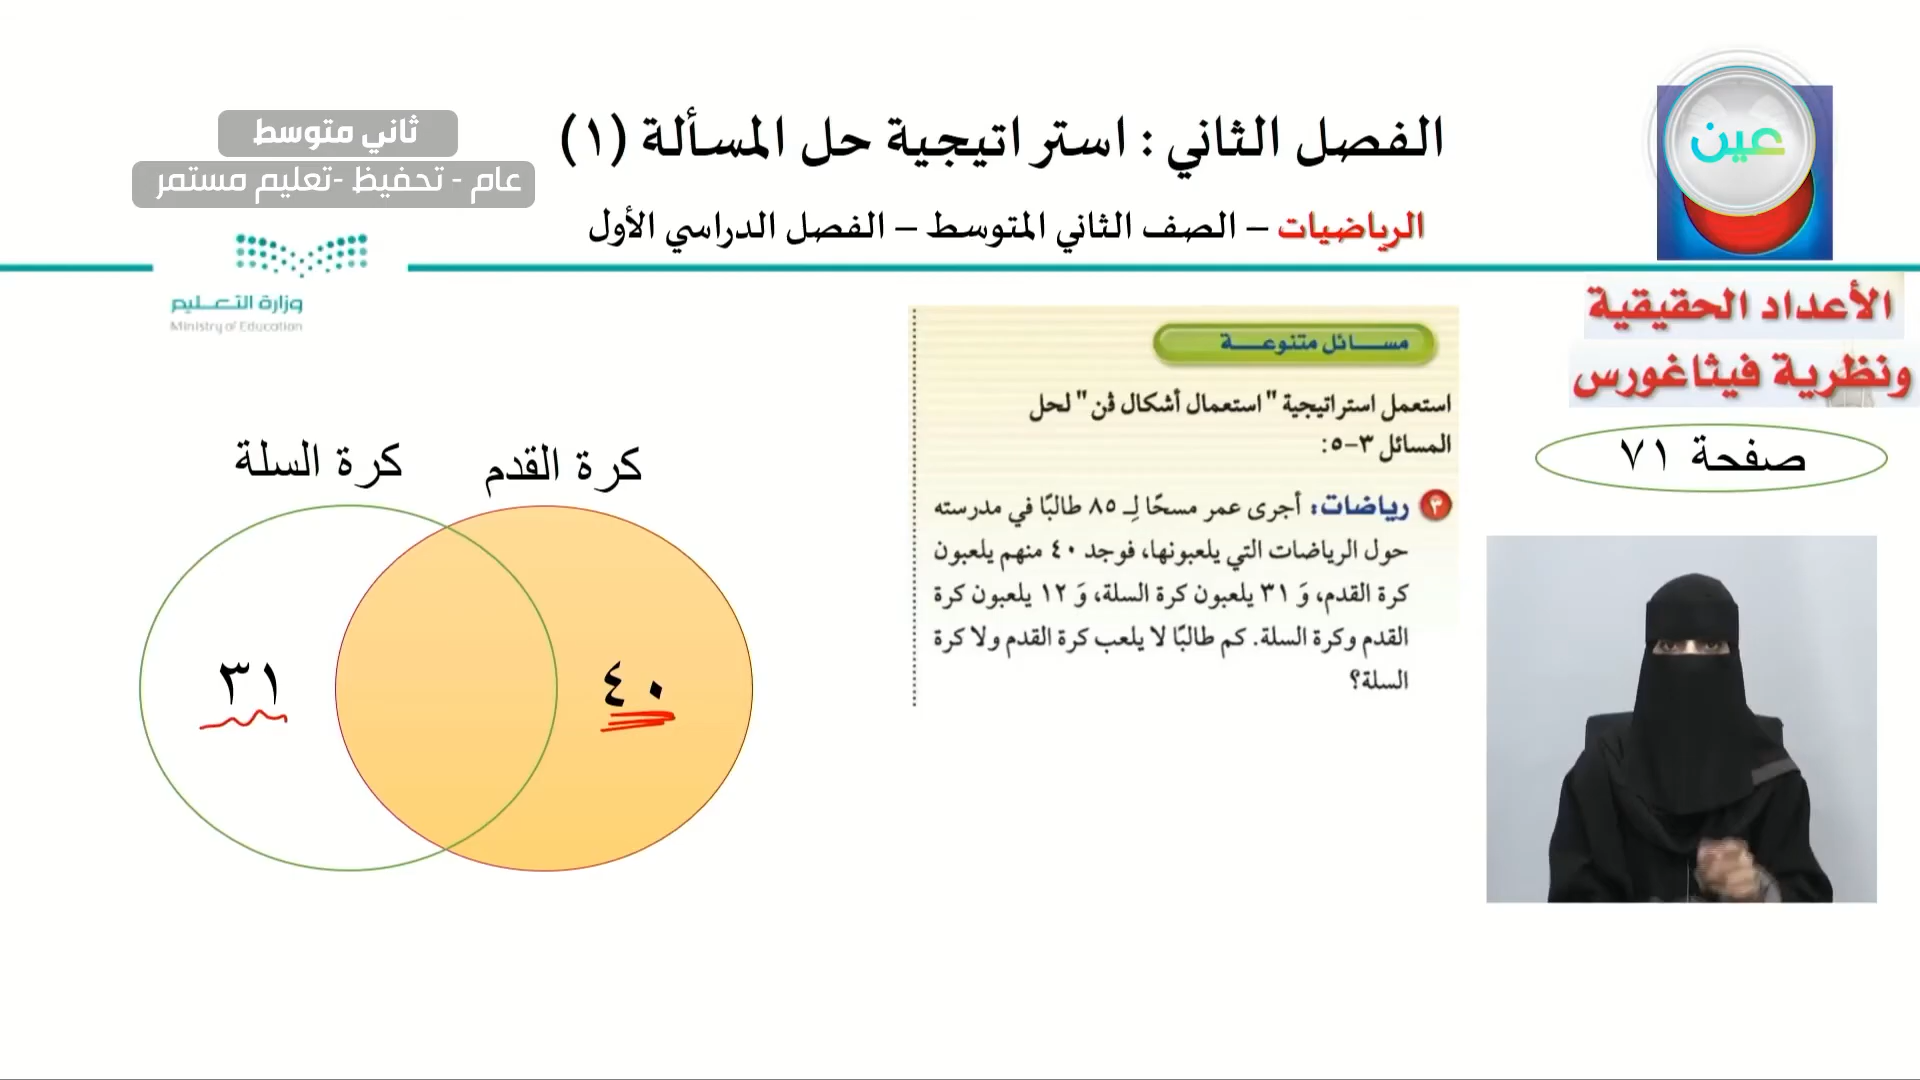 ثاني متوسط
عام - تحفيظ -تعليم مستمر
الفصل الثاني : استراتيجية حل المسألة (١)
عين
الرياضيات – الصف الثاني المتوسط – الفصل الدراسي الأول
وزارة التعليم
Ministry of Education
الأعداد الحقيقية
ونظرية فيثاغورس
صفحة ٧١
مسائل متنوعة
استعمل استراتيجية "استعمال أشكال ڤن" لحل
المسائل ٣-٥:
٣ رياضات: أجرى عمر مسحًا لِـ ٨٥ طالبًا في مدرسته
حول الرياضات التي يلعبونها، فوجد ٤٠ منهم يلعبون
كرة القدم، وَ ٣١ يلعبون كرة السلة، وَ ١٢ يلعبون كرة
القدم وكرة السلة. كم طالبًا لا يلعب كرة القدم ولا كرة
السلة؟
كرة القدم
كرة السلة
٤٠
٣١